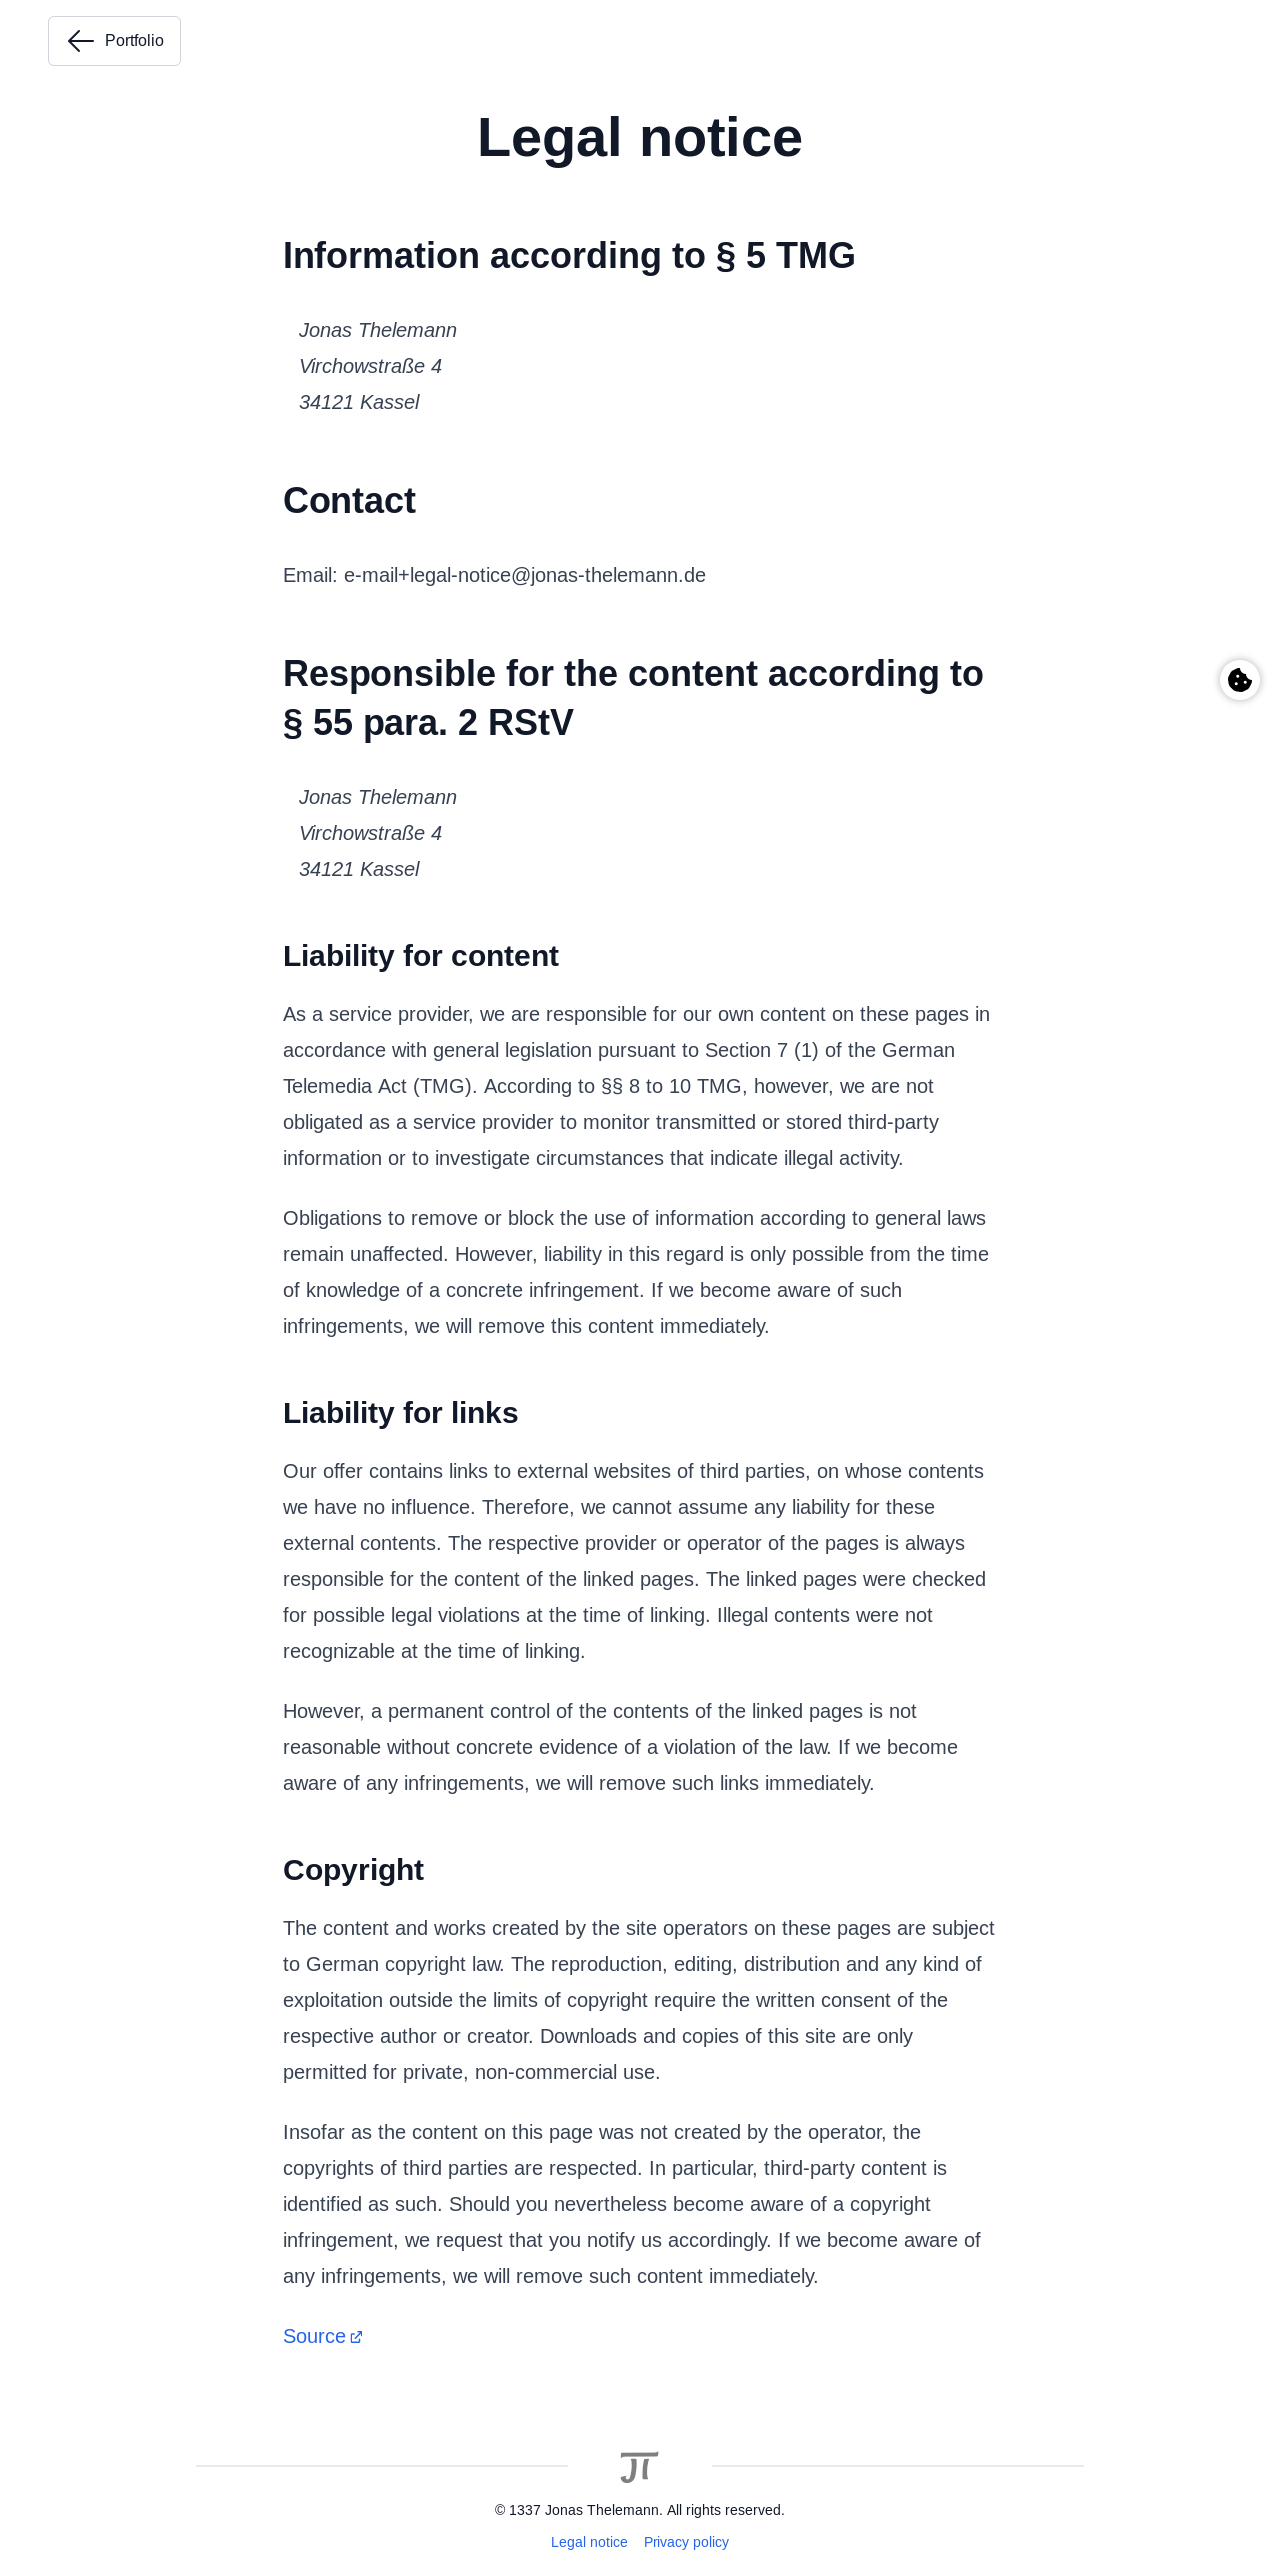 Portfolio
Legal notice
Information according to § 5 TMG
Jonas Thelemann
Virchowstraße 4
34121 Kassel
Contact
Email: e-mail+legal-notice@jonas-thelemann.de
Responsible for the content according to
§ 55 para. 2 RStV
Jonas Thelemann
Virchowstraße 4
34121 Kassel
Liability for content
As a service provider, we are responsible for our own content on these pages in
accordance with general legislation pursuant to Section 7 (1) of the German
Telemedia Act (TMG). According to §§ 8 to 10 TMG, however, we are not
obligated as a service provider to monitor transmitted or stored third-party
information or to investigate circumstances that indicate illegal activity.
Obligations to remove or block the use of information according to general laws
remain unaffected. However, liability in this regard is only possible from the time
of knowledge of a concrete infringement. If we become aware of such
infringements, we will remove this content immediately.
Liability for links
Our offer contains links to external websites of third parties, on whose contents
we have no influence. Therefore, we cannot assume any liability for these
external contents. The respective provider or operator of the pages is always
responsible for the content of the linked pages. The linked pages were checked
for possible legal violations at the time of linking. Illegal contents were not
recognizable at the time of linking.
However, a permanent control of the contents of the linked pages is not
reasonable without concrete evidence of a violation of the law. If we become
aware of any infringements, we will remove such links immediately.
Copyright
The content and works created by the site operators on these pages are subject
to German copyright law. The reproduction, editing, distribution and any kind of
exploitation outside the limits of copyright require the written consent of the
respective author or creator. Downloads and copies of this site are only
permitted for private, non-commercial use.
Insofar as the content on this page was not created by the operator, the
copyrights of third parties are respected. In particular, third-party content is
identified as such. Should you nevertheless become aware of a copyright
infringement, we request that you notify us accordingly. If we become aware of
any infringements, we will remove such content immediately.
Source
JT
© 1337 Jonas Thelemann. All rights reserved.
Legal notice Privacy policy